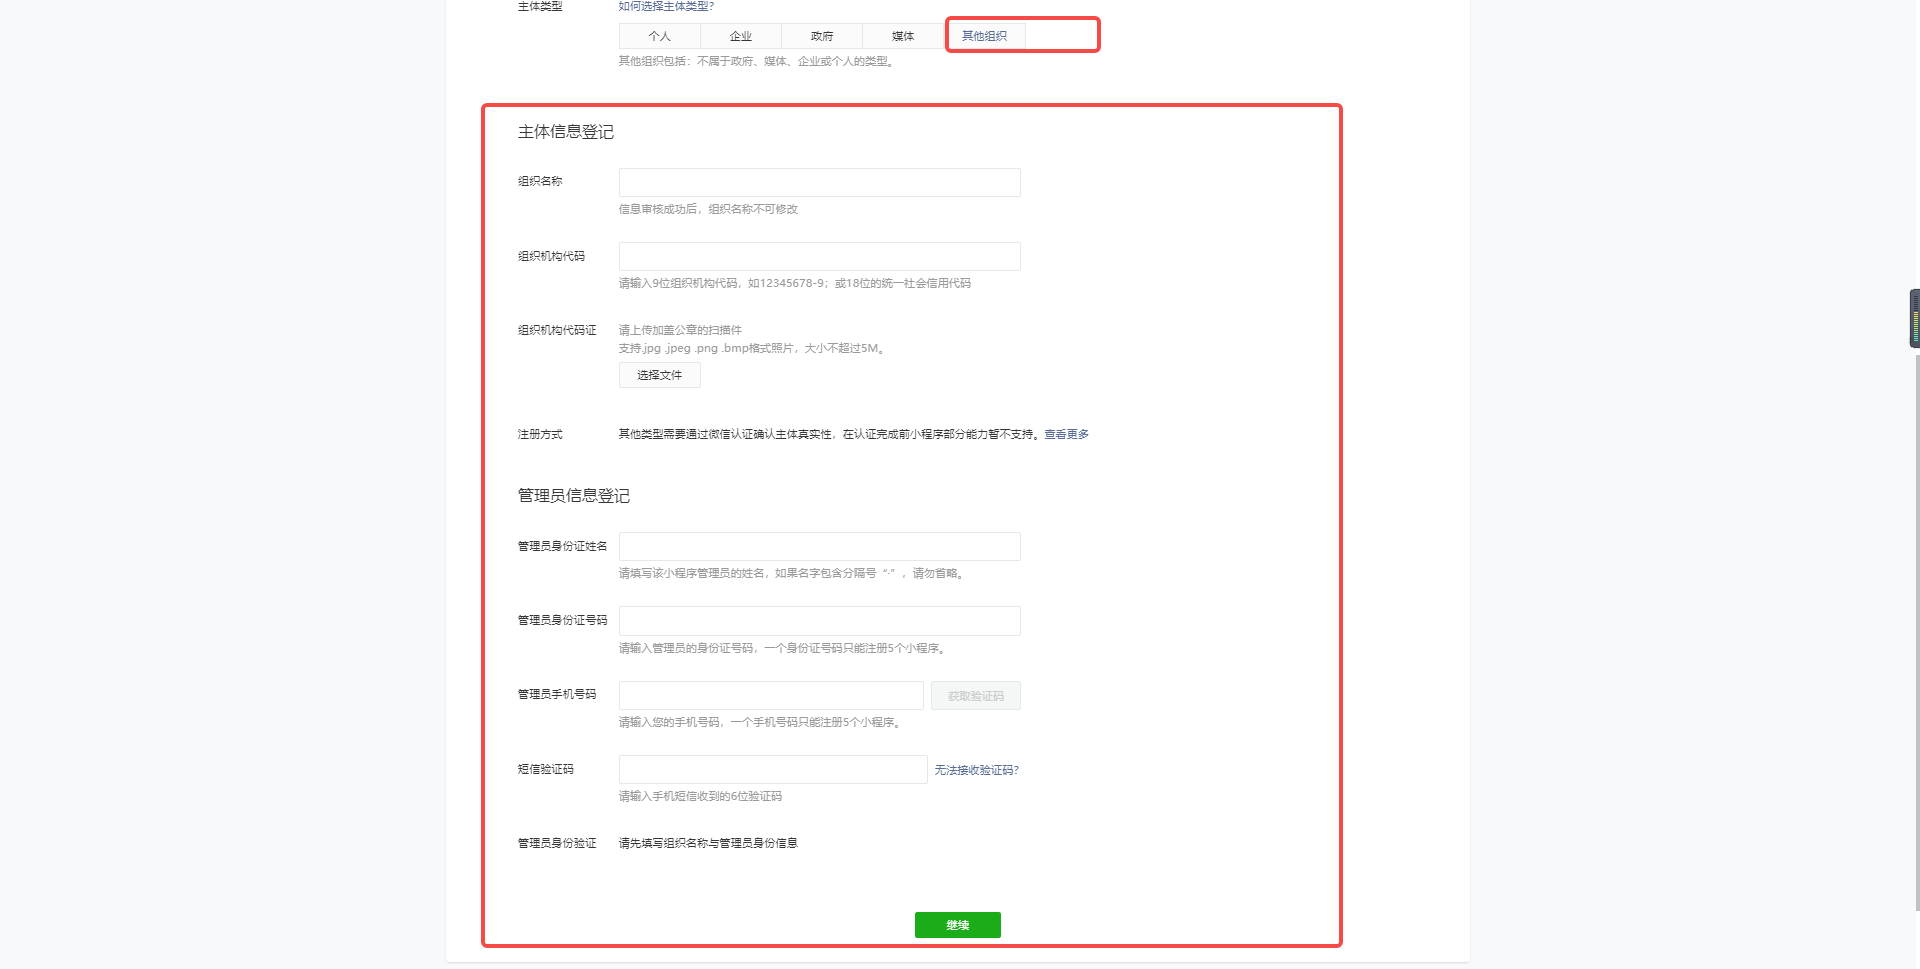 主体类型
如何选择主体类型?
个人 企业 政府 媒体 其他组织
其他组织包括：不属于政府、媒体、企业或个人的类型。
主体信息登记
组织名称
信息审核成功后，组织名称不可修改
组织机构代码
请输入9位组织机构代码，如12345678-9；或18位的统一社会信用代码
组织机构代码证
请上传加盖公章的扫描件
支持.jpg .jpeg .png .bmp格式照片，大小不超过5M。
选择文件
注册方式
其他类型需要通过微信认证确认主体真实性，在认证完成前小程序部分能力暂不支持。查看更多
管理员信息登记
管理员身份证姓名
请填写该小程序管理员的姓名，如果名字包含分隔号“·”，请勿省略。
管理员身份证号码
请输入管理员的身份证号码，一个身份证号码只能注册5个小程序。
管理员手机号码
获取验证码
请输入您的手机号码，一个手机号码只能注册5个小程序。
短信验证码
无法接收验证码?
请输入手机短信收到的6位验证码
管理员身份验证
请先填写组织名称与管理员身份信息
继续